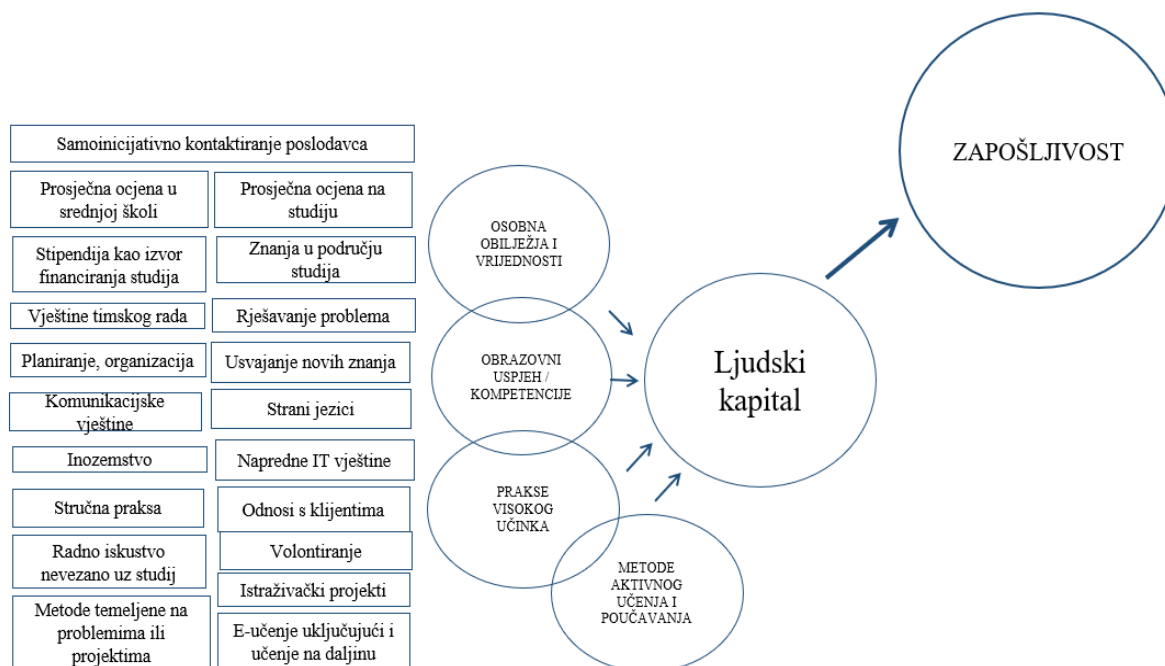 Samoinicijativno kontaktiranje poslodavca
Prosječna ocjena u
srednjoj školi
Prosječna ocjena na
studiju
Stipendija kao izvor
financiranja studija
Znanja u području
studija
Vještine timskog rada
Rješavanje problema
Planiranje, organizacija
Usvajanje novih znanja
Komunikacijske
vještine
Strani jezici
Inozemstvo
Napredne IT vještine
Stručna praksa
Odnosi s klijentima
Radno iskustvo
nevezano uz studij
Volontiranje
Istraživački projekti
Metode temeljene na
problemima ili
projektima
E-učenje uključujući i
učenje na daljinu
OSOBNA
OBILJEŽJA I
VRIJEDNOSTI
OBRAZOVNI
USPJEH /
KOMPETENCIJE
PRAKSE
VISOKOG
UČINKA
METODE
AKTIVNOG
UČENJA I
POUČAVANJA
Ljudski
kapital
ZAPOŠLJIVOST